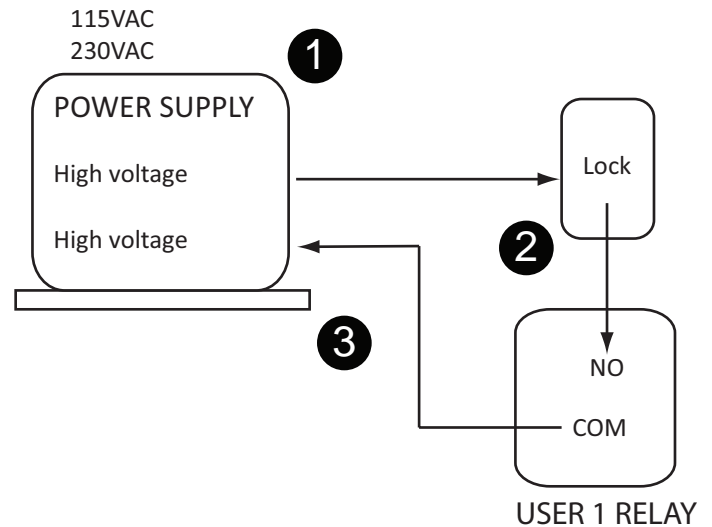 115VAC
230VAC
1
POWER SUPPLY
High voltage
Lock
High voltage
2
3
NO
COM
USER 1 RELAY